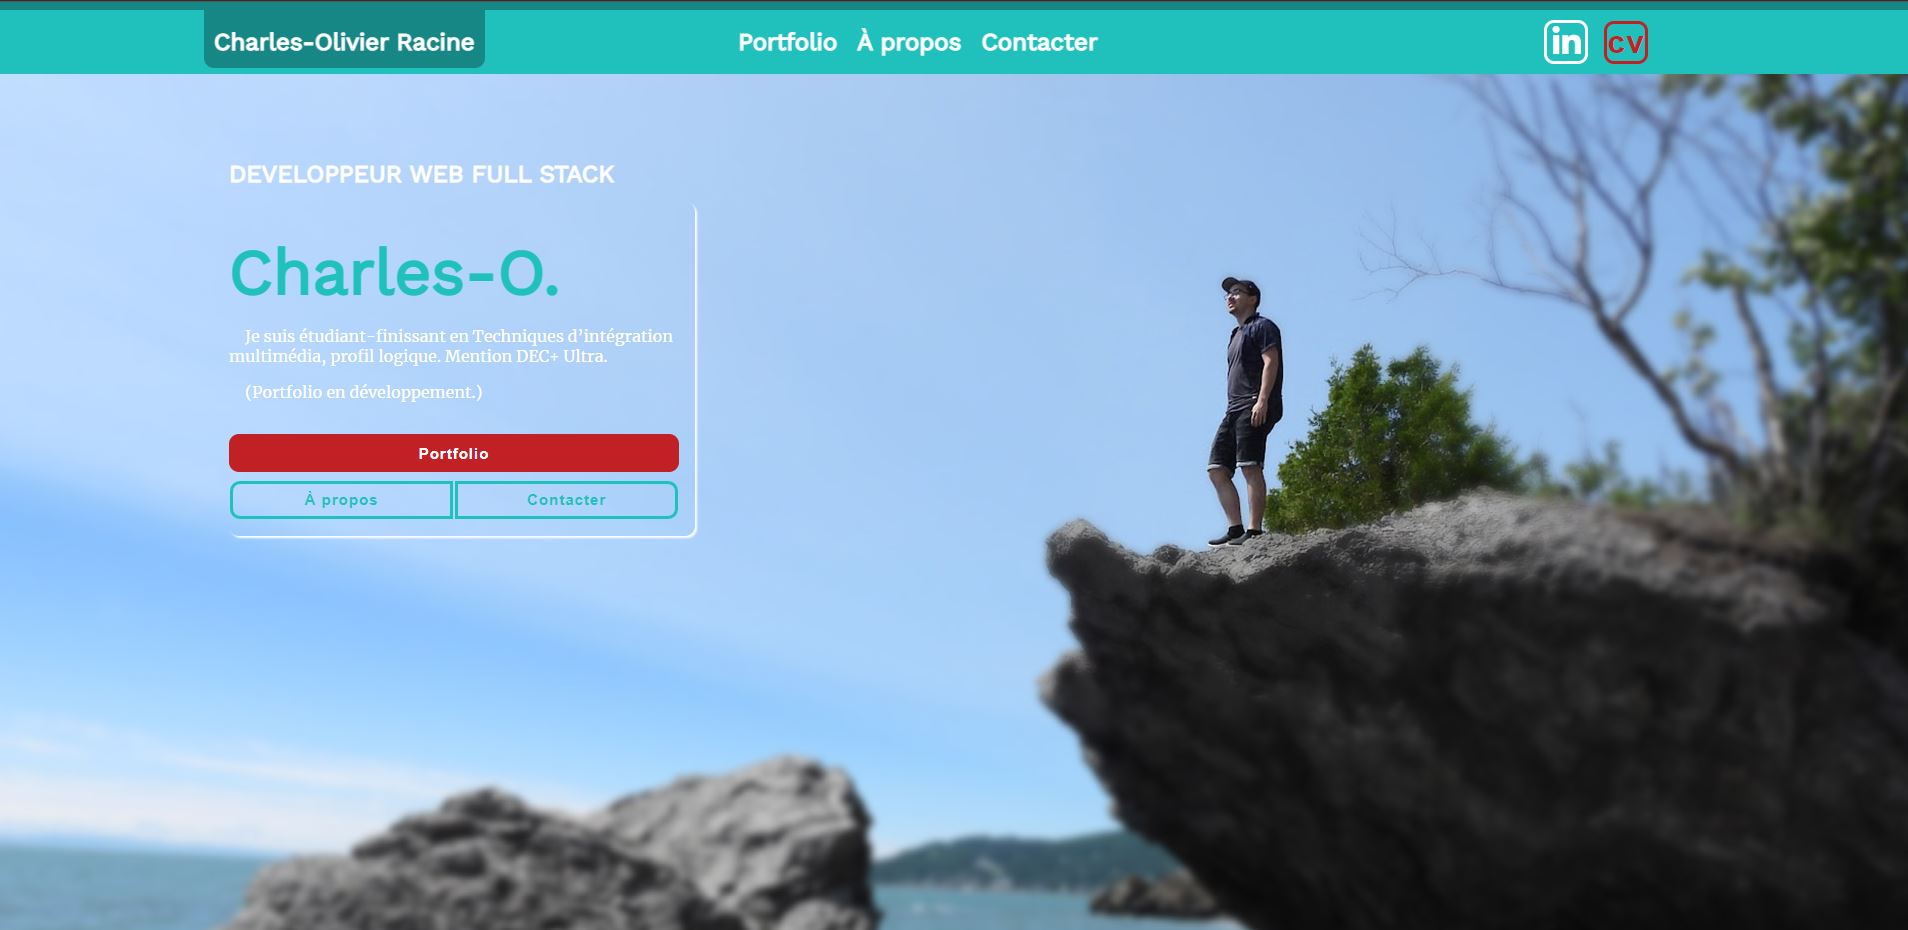 Charles-Olivier Racine
Portfolio À propos Contacter
in CV
DEVELOPPEUR WEB FULL STACK
Charles-O.
Je suis étudiant-finissant en Techniques d’intégration
multimédia, profil logique. Mention DEC+ Ultra.
(Portfolio en développement.)
Portfolio
À propos Contacter